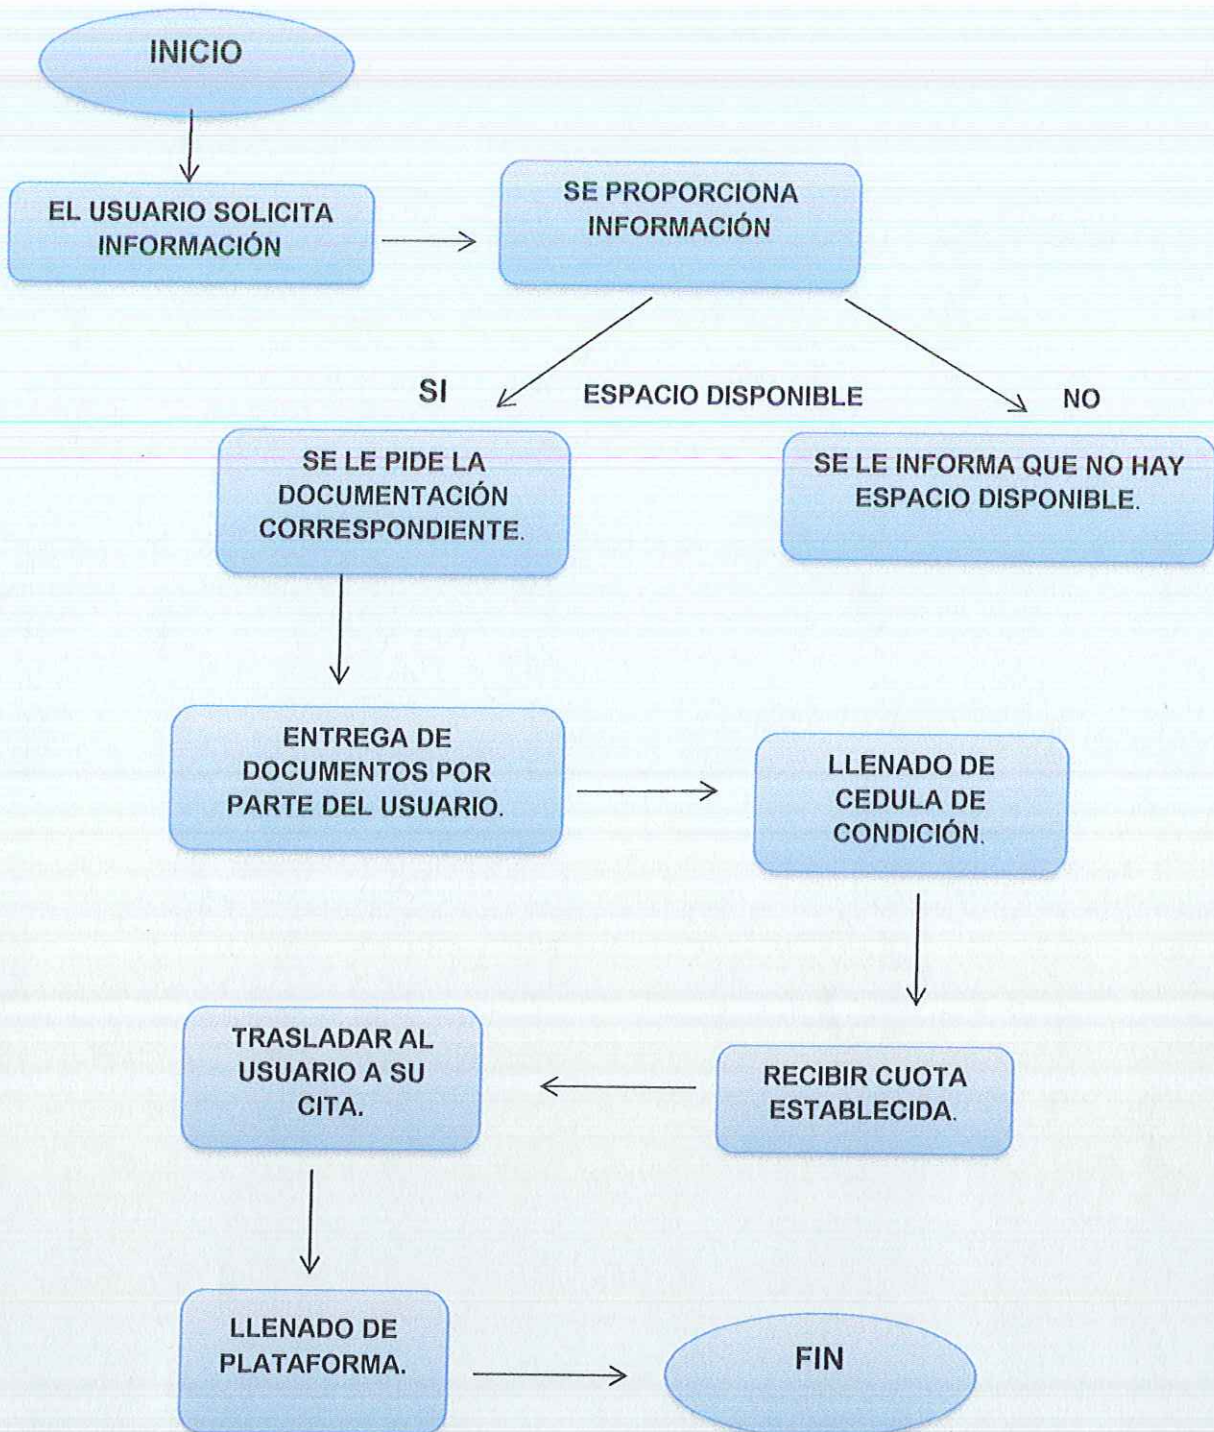 INICIO
EL USUARIO SOLICITA
INFORMACIÓN
SE PROPORCIONA
INFORMACIÓN
SI
ESPACIO DISPONIBLE
NO
SE LE PIDE LA
DOCUMENTACIÓN
CORRESPONDIENTE.
SE LE INFORMA QUE NO HAY
ESPACIO DISPONIBLE.
ENTREGA DE
DOCUMENTOS POR
PARTE DEL USUARIO.
LLENADO DE
CEDULA DE
CONDICIÓN.
RECIBIR CUOTA
ESTABLECIDA.
TRASLADAR AL
USUARIO A SU
CITA.
LLENADO DE
PLATAFORMA.
FIN